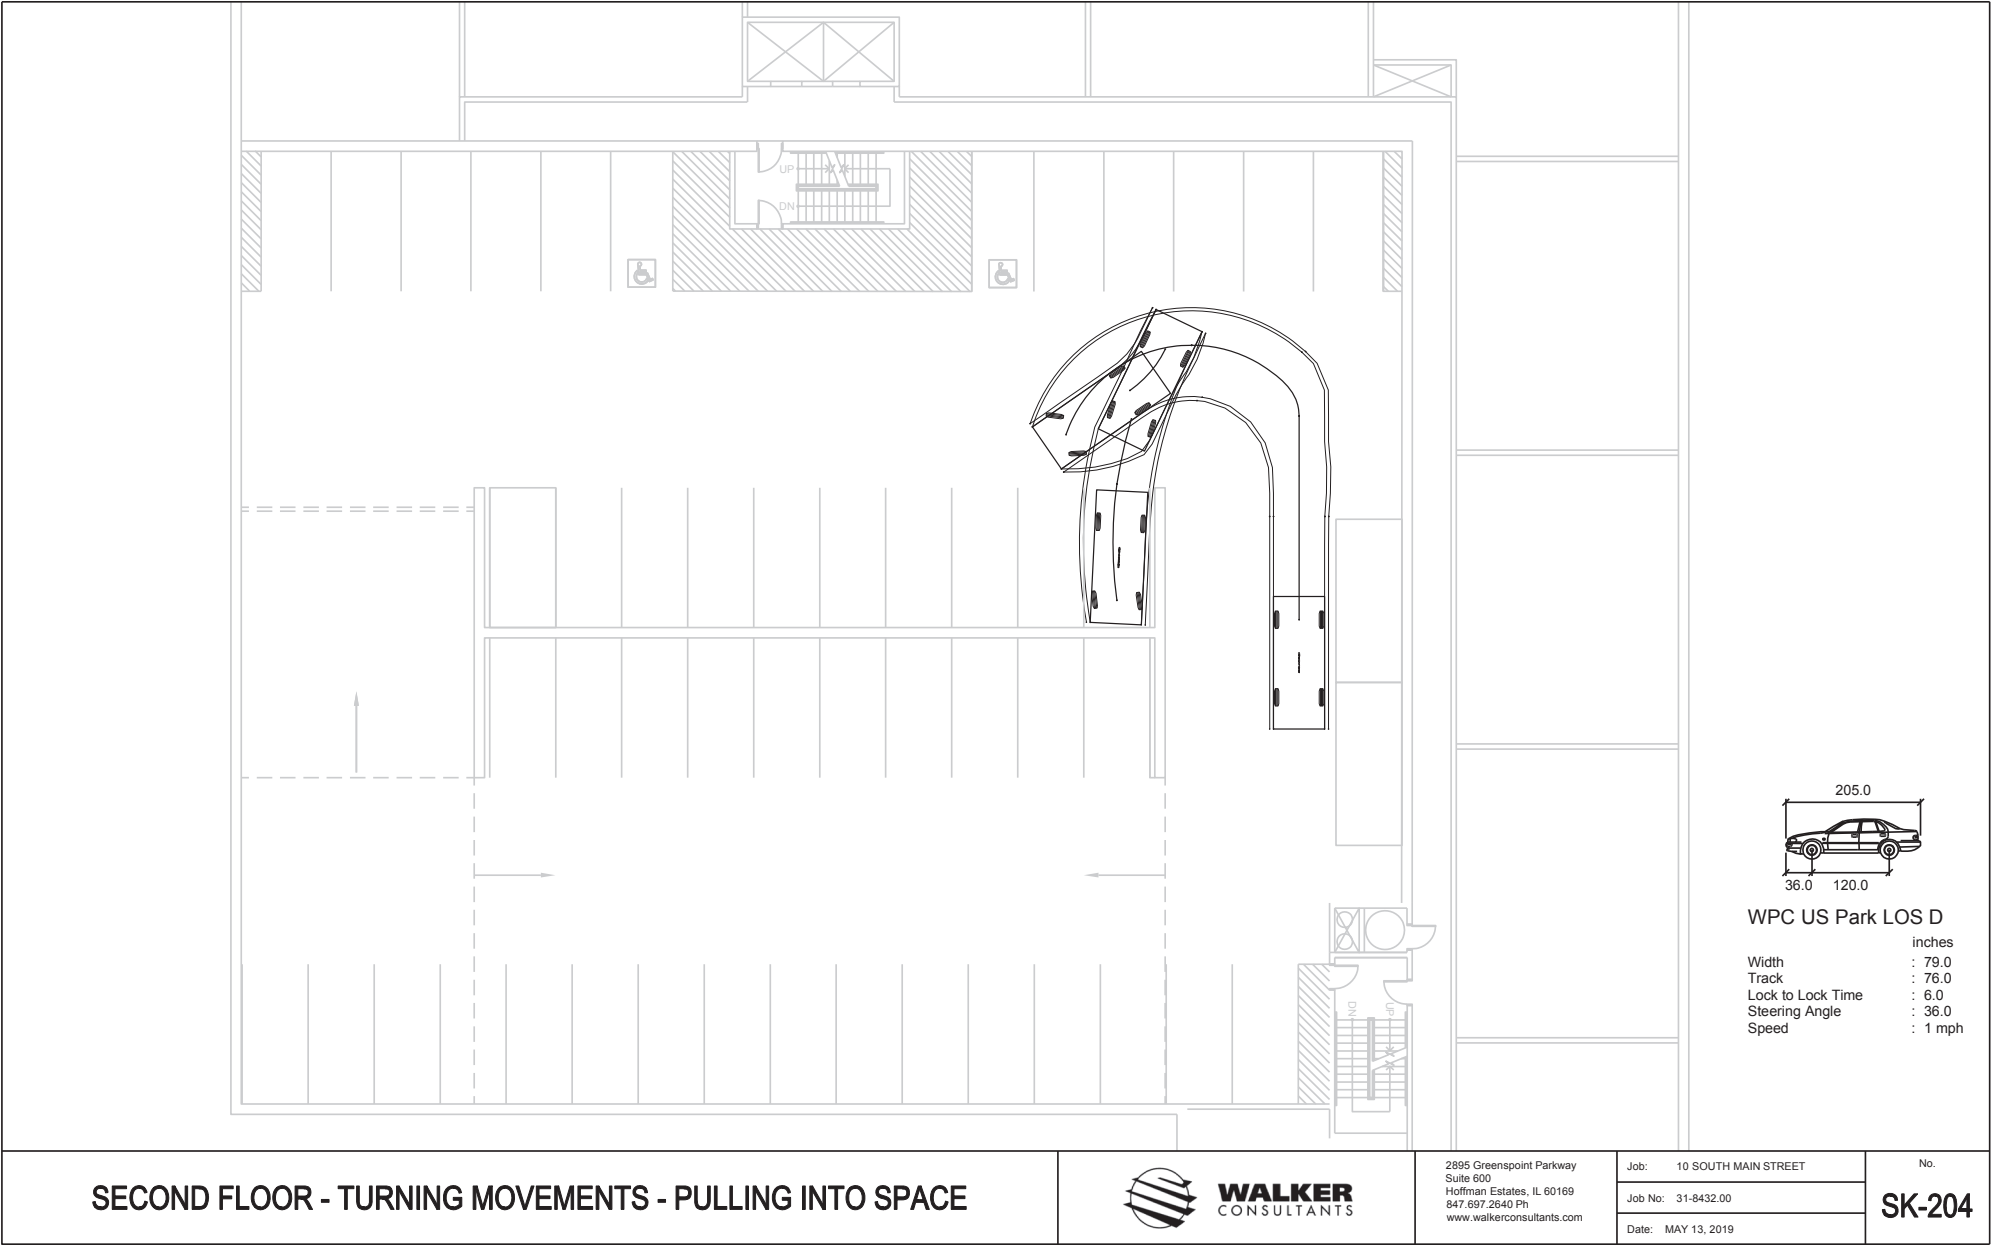 UP
DN
205.0
36.0 120.0
WPC US Park LOS D
inches
Width : 79.0
Track : 76.0
Lock to Lock Time : 6.0
Steering Angle : 36.0
Speed : 1 mph
DN UP
SECOND FLOOR - TURNING MOVEMENTS - PULLING INTO SPACE
WALKER
CONSULTANTS
2895 Greenspoint Parkway
Suite 600
Hoffman Estates, IL 60169
847.697.2640 Ph
www.walkerconsultants.com
Job: 10 SOUTH MAIN STREET
Job No: 31-8432.00
Date: MAY 13, 2019
No.
SK-204